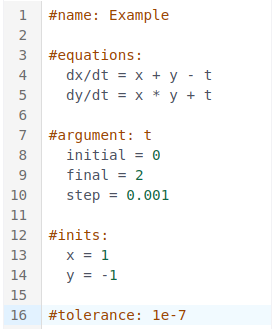 1 #name: Example
2
3 #equations:
4   dx/dt = x + y - t
5   dy/dt = x * y + t
6
7 #argument: t
8   initial = 0
9   final = 2
10   step = 0.001
11
12 #inits:
13   x = 1
14   y = -1
15
16 #tolerance: 1e-7